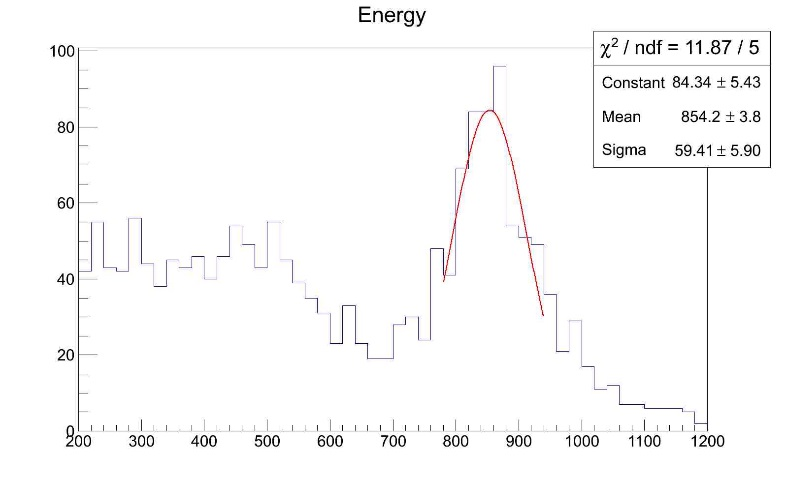 Energy
χ² / ndf = 11.87 / 5
Constant 84.34 ± 5.43
Mean 854.2 ± 3.8
Sigma 59.41 ± 5.90
100
80
60
40
20
0
200 300 400 500 600 700 800 900 1000 1100 1200